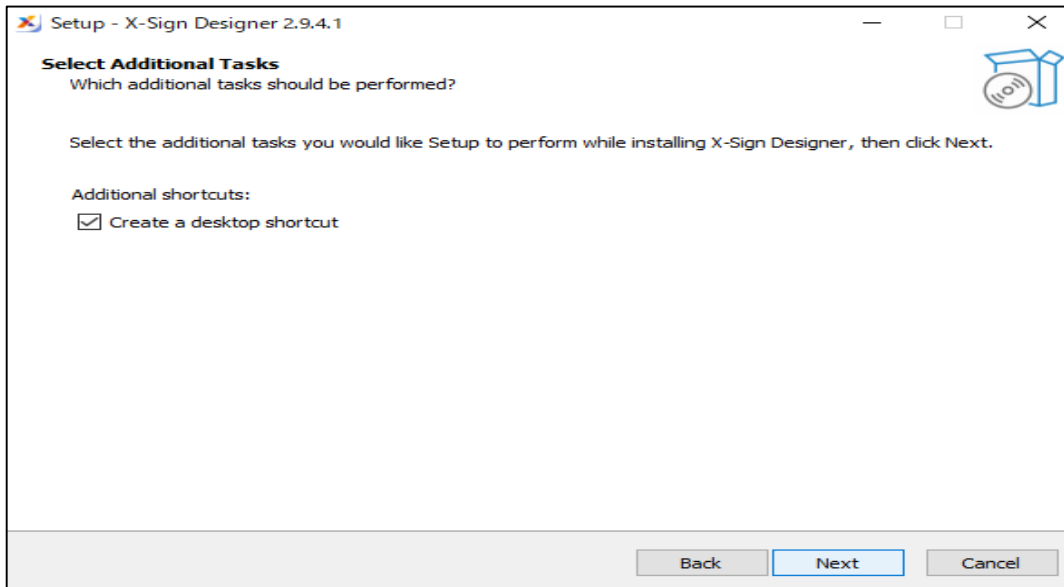 Setup - X-Sign Designer 2.9.4.1
Select Additional Tasks
Which additional tasks should be performed?
Select the additional tasks you would like Setup to perform while installing X-Sign Designer, then click Next.
Additional shortcuts:
Create a desktop shortcut
Back Next Cancel